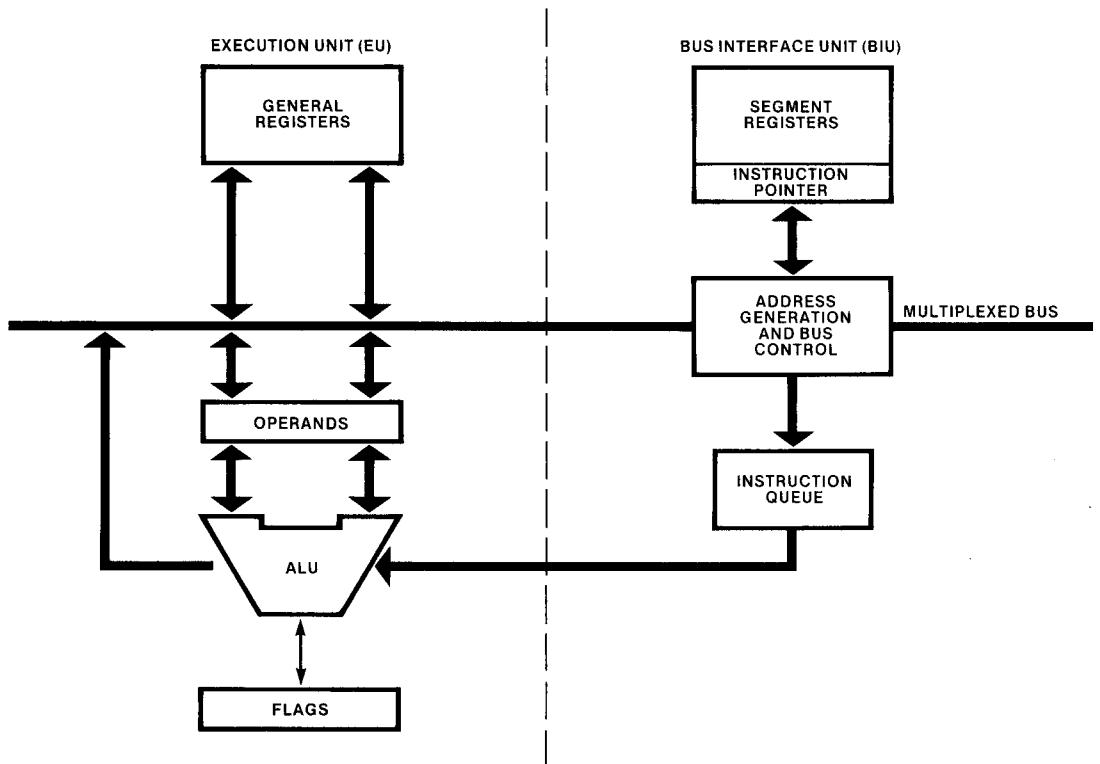 EXECUTION UNIT (EU)
GENERAL
REGISTERS
OPERANDS
ALU
FLAGS
BUS INTERFACE UNIT (BIU)
SEGMENT
REGISTERS
INSTRUCTION
POINTER
ADDRESS
GENERATION
AND BUS
CONTROL
MULTIPLEXED BUS
INSTRUCTION
QUEUE